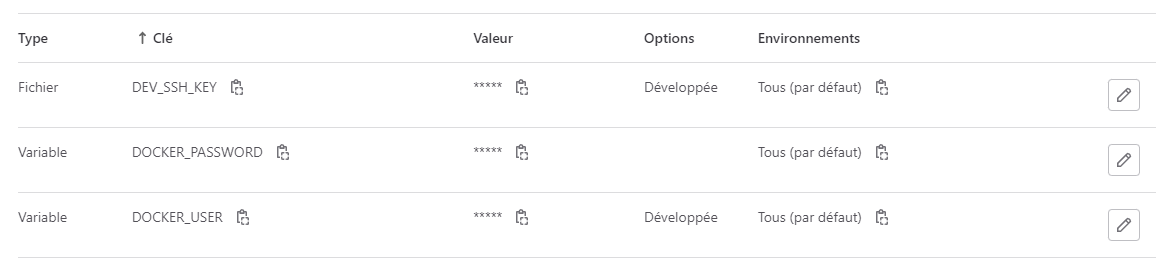 Type ↑ Clé Valeur Options Environnements
Fichier DEV_SSH_KEY ***** Développée Tous (par défaut)
Variable DOCKER_PASSWORD ***** Tous (par défaut)
Variable DOCKER_USER ***** Développée Tous (par défaut)